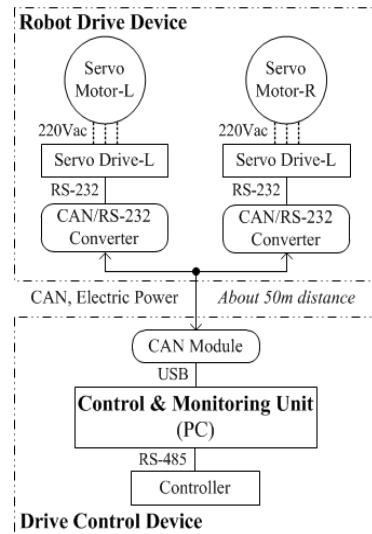 Robot Drive Device
Servo Motor-L
Servo Motor-R
220Vac
220Vac
Servo Drive-L
Servo Drive-L
RS-232
RS-232
CAN/RS-232 Converter
CAN/RS-232 Converter
CAN, Electric Power
About 50m distance
CAN Module
USB
Control & Monitoring Unit
(PC)
RS-485
Controller
Drive Control Device